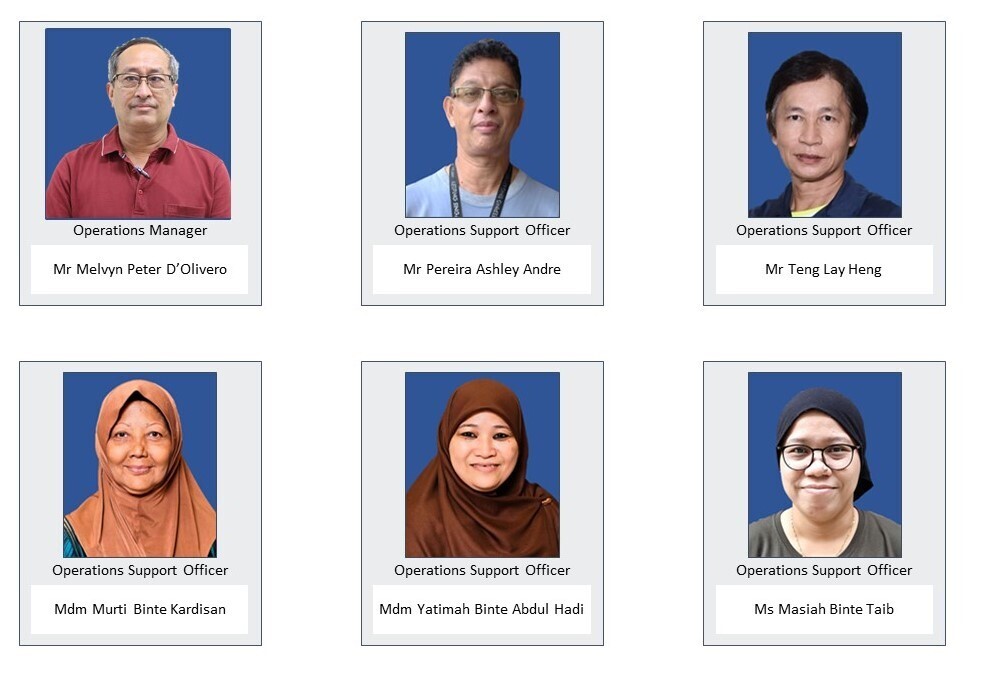 Operations Manager
Mr Melvyn Peter D’Olivero
Operations Support Officer
Mr Pereira Ashley Andre
Operations Support Officer
Mr Teng Lay Heng
Operations Support Officer
Mdm Murti Binte Kardisan
Operations Support Officer
Mdm Yatimah Binte Abdul Hadi
Operations Support Officer
Ms Masiah Binte Taib